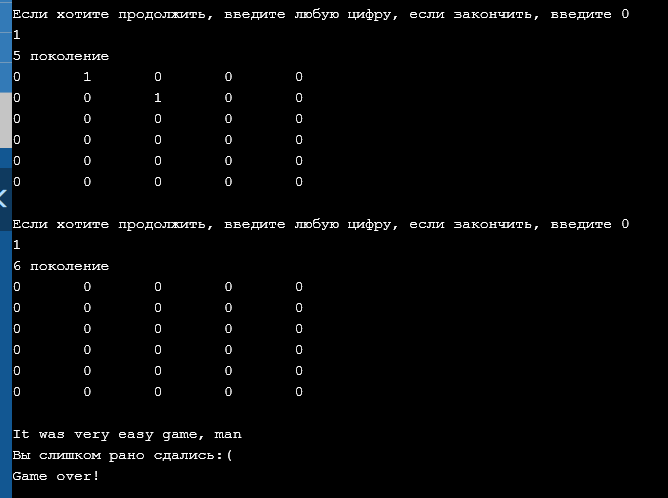 Если хотите продолжить, введите любую цифру, если закончить, введите 0
1
5 поколение
0 1 0 0 0
0 0 1 0 0
0 0 0 0 0
0 0 0 0 0
0 0 0 0 0
0 0 0 0 0
Если хотите продолжить, введите любую цифру, если закончить, введите 0
1
6 поколение
0 0 0 0 0
0 0 0 0 0
0 0 0 0 0
0 0 0 0 0
0 0 0 0 0
0 0 0 0 0
It was very easy game, man
Вы слишком рано сдались:(
Game over!